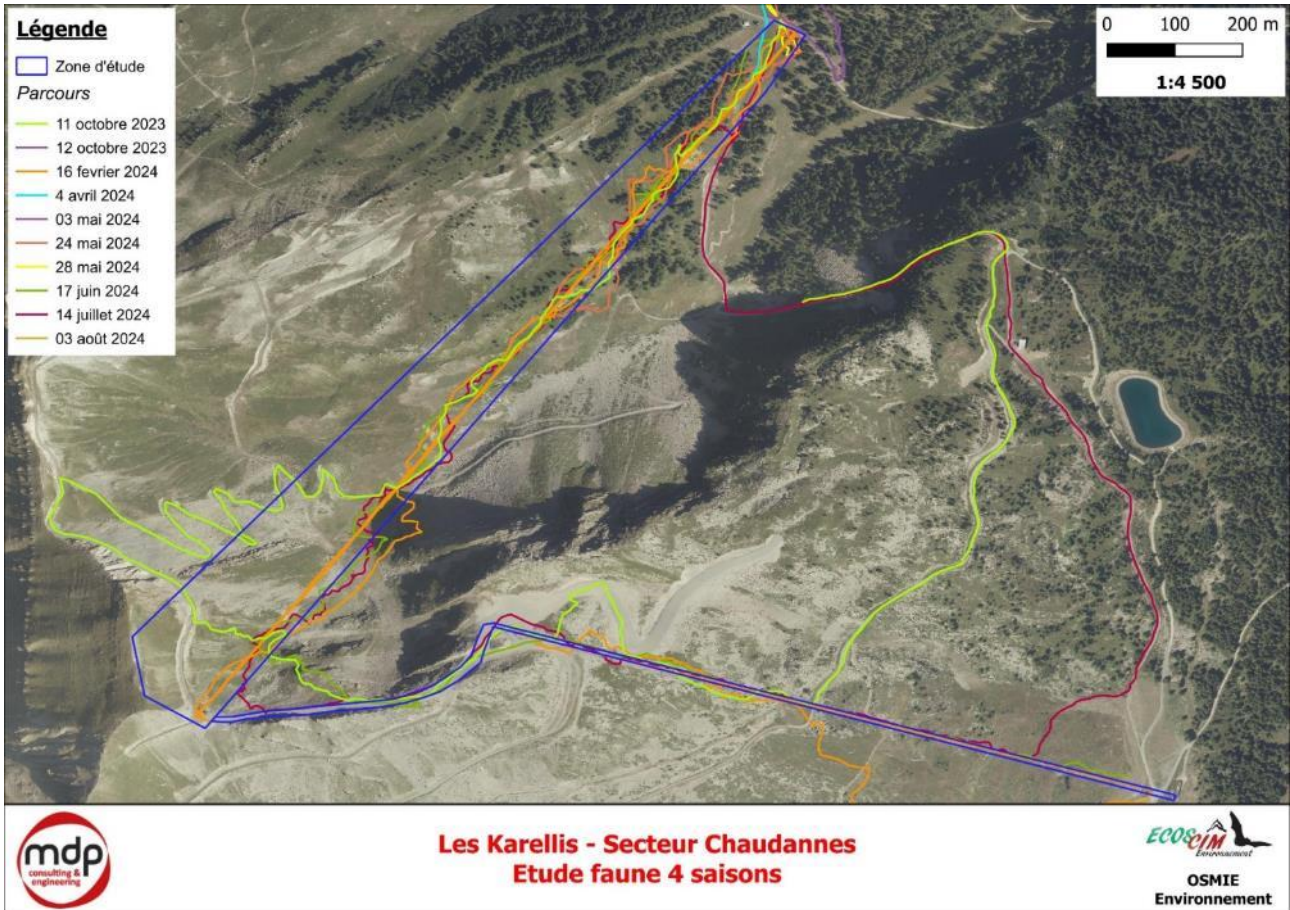 Légende
Zone d'étude
Parcours
11 octobre 2023
12 octobre 2023
16 fevrier 2024
4 avril 2024
03 mai 2024
24 mai 2024
28 mai 2024
17 juin 2024
14 juillet 2024
03 août 2024
0 100 200 m
1:4 500
mdp
consulting &
engineering
Les Karellis - Secteur Chaudannes
Etude faune 4 saisons
ECOSCIM
Environnement
OSMIE
Environnement